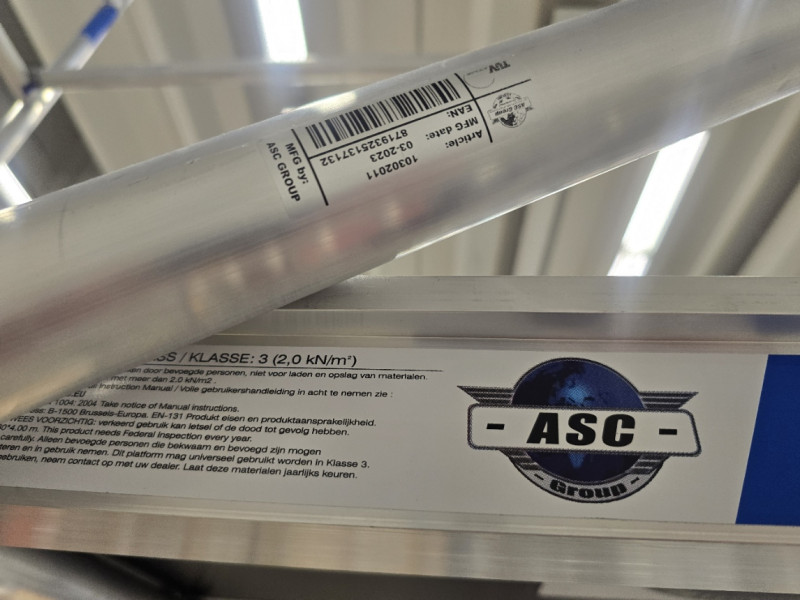 TÜV
ASC Group
Article: 10302011
MFG date: 03-2023
EAN: 8719325137132
MFG by: ASC GROUP
/ KLASSE: 3 (2,0 kN/m²)
door bevoegde personen, niet voor laden en opslag van materialen.
met meer dan 2,0 kN/m².
Instruction Manual / Volle gebruikershandleiding in acht te nemen zie :
EU
1004: 2004 Take notice of Manual instructions.
B-1500 Brussels-Europa. EN-131 Produkt eisen en produktaansprakelijkheid.
VOORZICHTIG: verkeerd gebruik kan letsel of de dood tot gevolg hebben.
m. This product needs Federal Inspection every year.
carefully. Alleen bevoegde personen die bekwaam en bevoegd zijn mogen
en in gebruik nemen. Dit platform mag universeel gebruikt worden in Klasse 3.
neem contact op met uw dealer. Laat deze materialen jaarlijks keuren.
- ASC -
- Group -